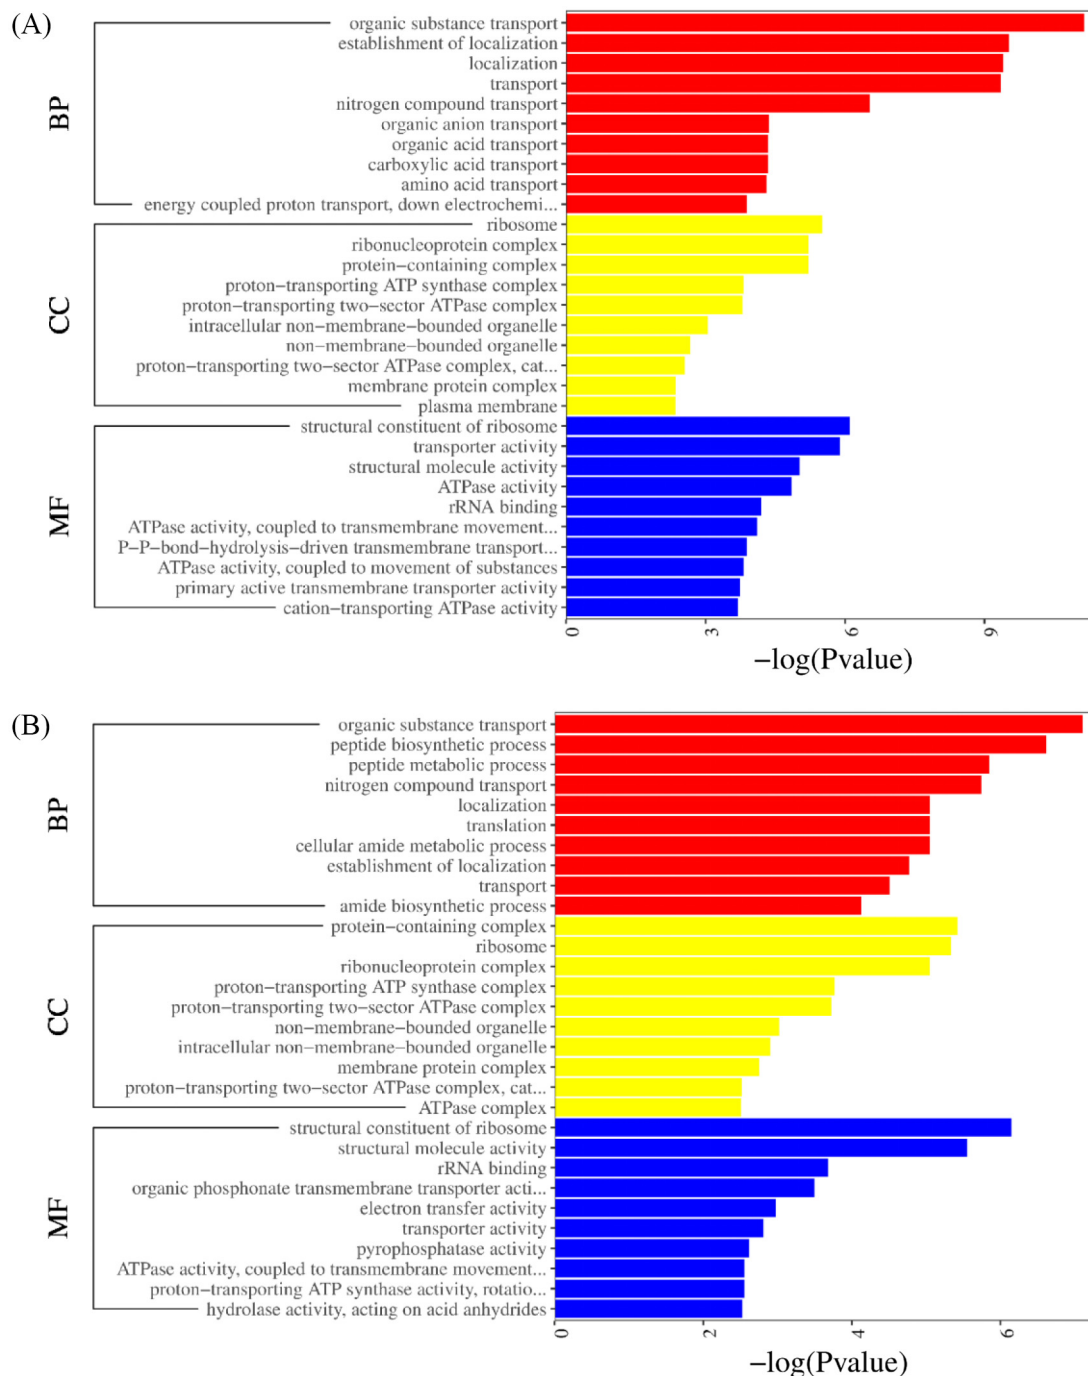 (A)
BP
organic substance transport
establishment of localization
localization
transport
nitrogen compound transport
organic anion transport
organic acid transport
carboxylic acid transport
amino acid transport
energy coupled proton transport, down electrochemi...
CC
ribosome
ribonucleoprotein complex
protein−containing complex
proton−transporting ATP synthase complex
proton−transporting two−sector ATPase complex
intracellular non−membrane−bounded organelle
non−membrane−bounded organelle
proton−transporting two−sector ATPase complex, cat...
membrane protein complex
plasma membrane
MF
structural constituent of ribosome
transporter activity
structural molecule activity
ATPase activity
rRNA binding
ATPase activity, coupled to transmembrane movement...
P−P−bond−hydrolysis−driven transmembrane transport...
ATPase activity, coupled to movement of substances
primary active transmembrane transporter activity
cation−transporting ATPase activity
0 3 6 9
−log(Pvalue)
(B)
BP
organic substance transport
peptide biosynthetic process
peptide metabolic process
nitrogen compound transport
localization
translation
cellular amide metabolic process
establishment of localization
transport
amide biosynthetic process
CC
protein−containing complex
ribosome
ribonucleoprotein complex
proton−transporting ATP synthase complex
proton−transporting two−sector ATPase complex
non−membrane−bounded organelle
intracellular non−membrane−bounded organelle
membrane protein complex
proton−transporting two−sector ATPase complex, cat...
ATPase complex
MF
structural constituent of ribosome
structural molecule activity
rRNA binding
organic phosphonate transmembrane transporter acti...
electron transfer activity
transporter activity
pyrophosphatase activity
ATPase activity, coupled to transmembrane movement...
proton−transporting ATP synthase activity, rotatio...
hydrolase activity, acting on acid anhydrides
0 2 4 6
−log(Pvalue)